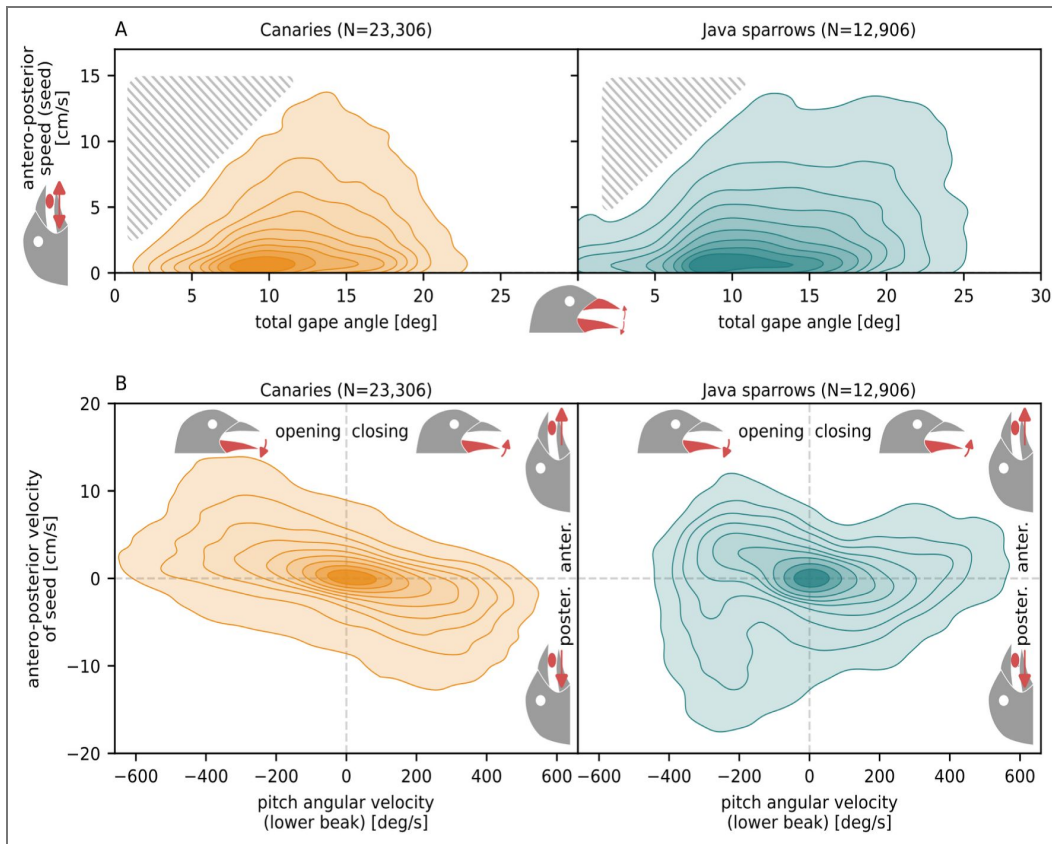 A
Canaries (N=23,306)
Java sparrows (N=12,906)
antero-posterior
speed (seed)
[cm/s]
15
10
5
0
0
5
10
15
20
25
5
10
15
20
25
30
total gape angle [deg]
total gape angle [deg]
B
Canaries (N=23,306)
Java sparrows (N=12,906)
antero-posterior velocity
of seed [cm/s]
20
10
0
−10
−20
opening
closing
opening
closing
anter.
poster.
anter.
poster.
−600
−400
−200
0
200
400
600
−600
−400
−200
0
200
400
600
pitch angular velocity
(lower beak) [deg/s]
pitch angular velocity
(lower beak) [deg/s]